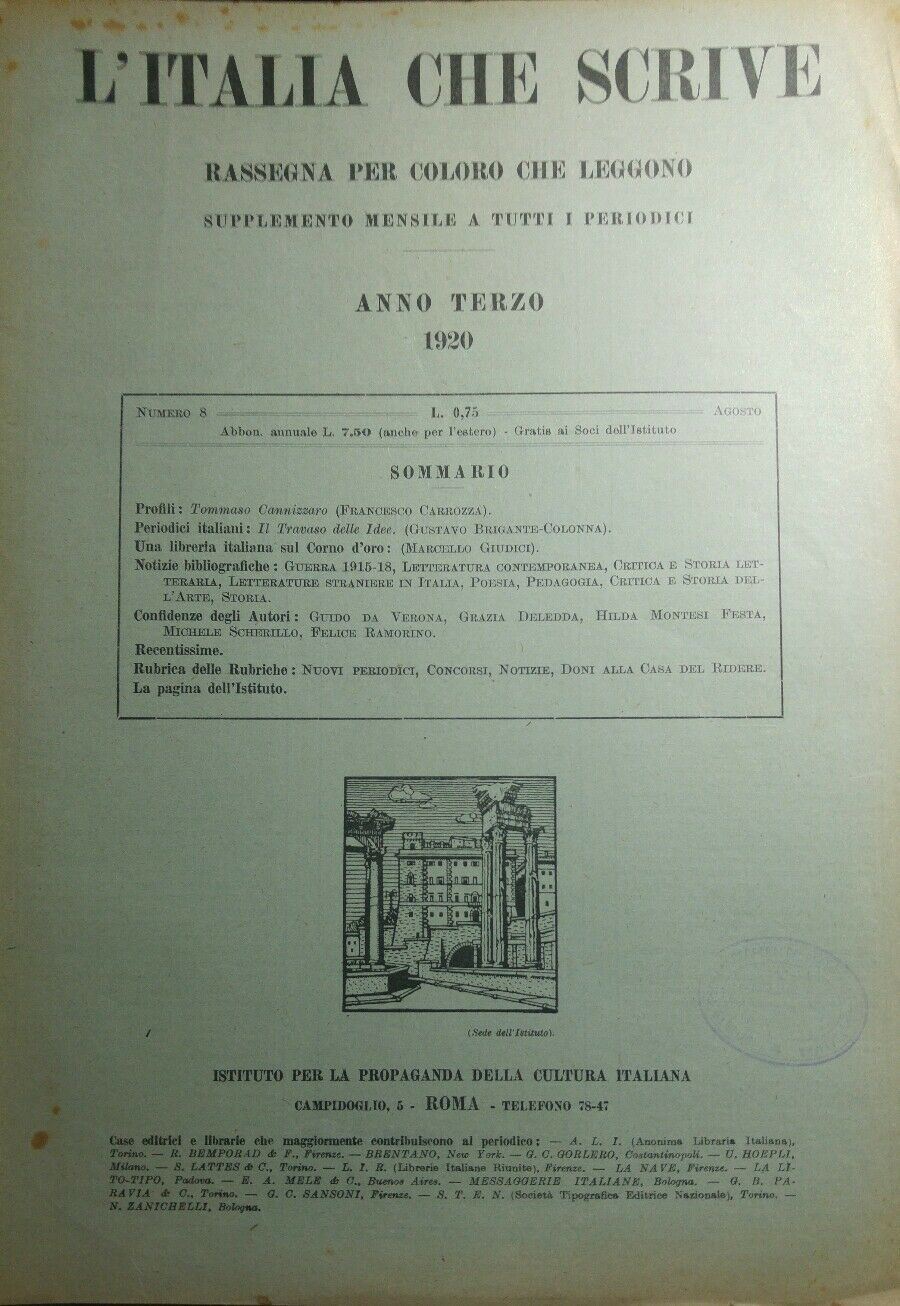 L'ITALIA CHE SCRIVE
RASSEGNA PER COLORO CHE LEGGONO
SUPPLEMENTO MENSILE A TUTTI I PERIODICI
ANNO TERZO
1920
NUMERO 8 L. 0,75 AGOSTO
Abbon. annuale L. 7.50 (anche per l'estero) - Gratis ai Soci dell'Istituto
SOMMARIO
Profili: Tommaso Cannizzaro (FRANCESCO CARROZZA).
Periodici italiani: Il Travaso delle Idee. (GUSTAVO BRIGANTE-COLONNA).
Una libreria italiana sul Corno d'oro: (MARCELLO GIUDICI).
Notizie bibliografiche: GUERRA 1915-18, LETTERATURA CONTEMPORANEA, CRITICA E STORIA LET-
TERARIA, LETTERATURE STRANIERE IN ITALIA, POESIA, PEDAGOGIA, CRITICA E STORIA DEL-
L'ARTE, STORIA.
Confidenze degli Autori: GUIDO DA VERONA, GRAZIA DELEDDA, HILDA MONTESI FESTA,
MICHELE SCHERILLO, FELICE RAMORINO.
Recentissime.
Rubrica delle Rubriche: NUOVI PERIODICI, CONCORSI, NOTIZIE, DONI ALLA CASA DEL RIDERE.
La pagina dell'Istituto.
(Sede dell'Istituto).
ISTITUTO PER LA PROPAGANDA DELLA CULTURA ITALIANA
CAMPIDOGLIO, 5 - ROMA - TELEFONO 78-47
Case editrici e librarie che maggiormente contribuiscono al periodico: — A. L. I. (Anonima Libraria Italiana),
Torino. — R. BEMPORAD & F., Firenze. — BRENTANO, New York. — G. C. GORLERO, Costantinopoli. — U. HOEPLI,
Milano. — S. LATTES & C., Torino. — L. I. R. (Librerie Italiane Riunite), Firenze. — LA NAVE, Firenze. — LA LI-
TO-TIPO, Padova. — E. A. MELE & C., Buenos Aires. — MESSAGGERIE ITALIANE, Bologna. — G. B. PA-
RAVIA & C., Torino. — G. C. SANSONI, Firenze. — S. T. E. N. (Società Tipografica Editrice Nazionale), Torino. —
N. ZANICHELLI, Bologna.